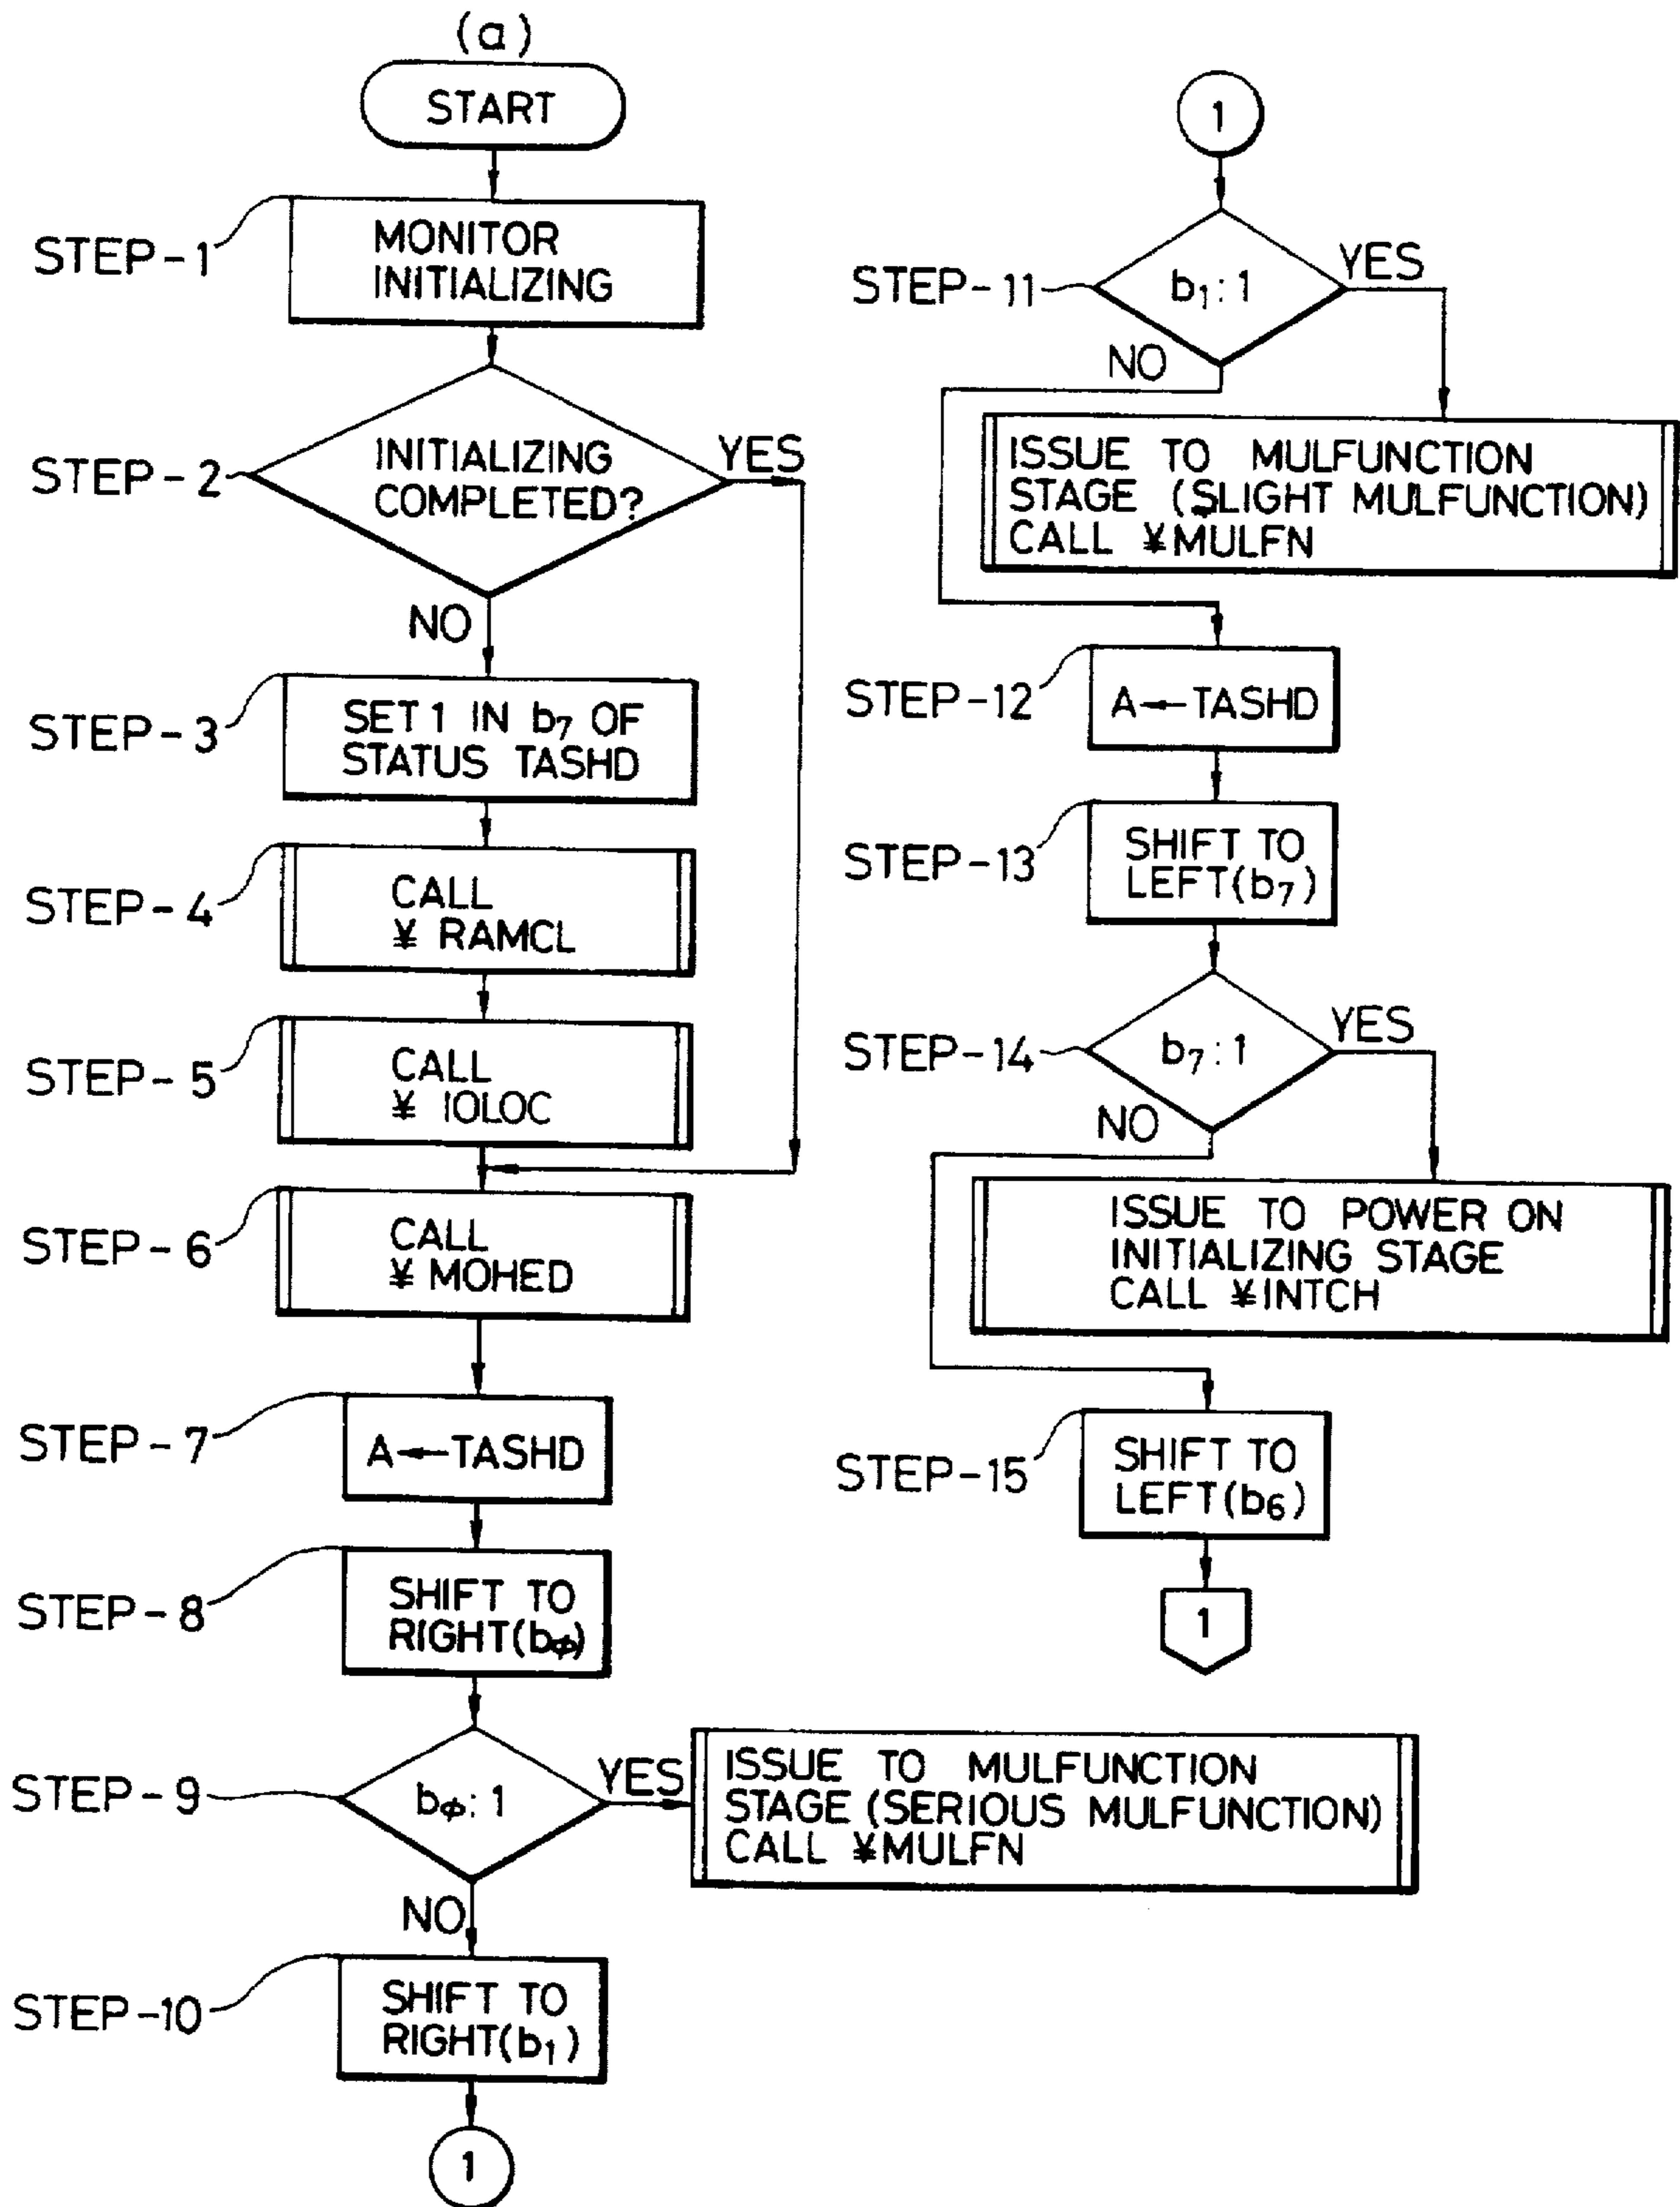 (a)
START
STEP-1
MONITOR
INITIALIZING
STEP-2
INITIALIZING
COMPLETED?
YES
NO
STEP-3
SET 1 IN b7 OF
STATUS TASHD
STEP-4
CALL
¥ RAMCL
STEP-5
CALL
¥ IOLOC
STEP-6
CALL
¥ MOHED
STEP-7
A←TASHD
STEP-8
SHIFT TO
RIGHT(bφ)
STEP-9
bφ:1
YES
ISSUE TO MULFUNCTION
STAGE (SERIOUS MULFUNCTION)
CALL ¥MULFN
NO
STEP-10
SHIFT TO
RIGHT(b1)
1
1
STEP-11
b1:1
YES
NO
ISSUE TO MULFUNCTION
STAGE (SLIGHT MULFUNCTION)
CALL ¥MULFN
STEP-12
A←TASHD
STEP-13
SHIFT TO
LEFT(b7)
STEP-14
b7:1
YES
NO
ISSUE TO POWER ON
INITIALIZING STAGE
CALL ¥INTCH
STEP-15
SHIFT TO
LEFT(b6)
1